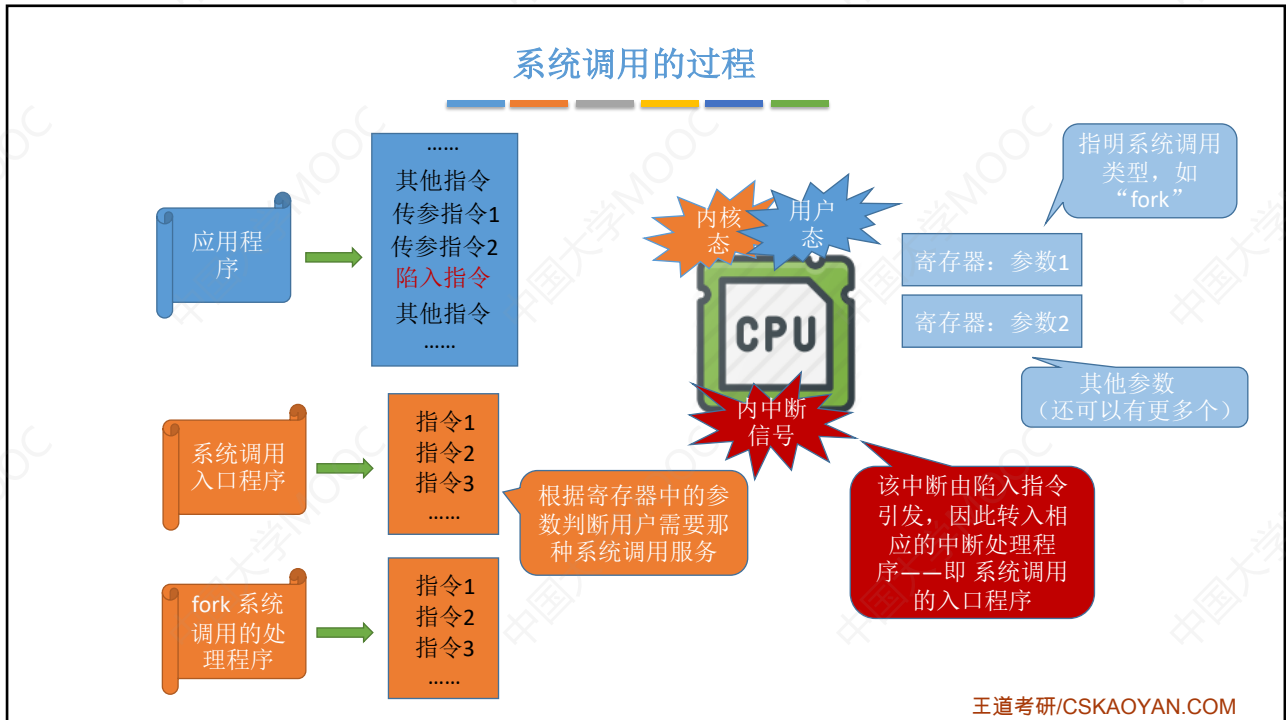 系统调用的过程
应用程
序
……
其他指令
传参指令1
传参指令2
陷入指令
其他指令
……
内核
态
用户
态
CPU
内中断
信号
指明系统调用
类型，如
“fork”
寄存器：参数1
寄存器：参数2
其他参数
（还可以有更多个）
系统调用
入口程序
指令1
指令2
指令3
……
根据寄存器中的参
数判断用户需要那
种系统调用服务
该中断由陷入指令
引发，因此转入相
应的中断处理程
序——即 系统调用
的入口程序
fork 系统
调用的处
理程序
指令1
指令2
指令3
……
王道考研/CSKAOYAN.COM
中国大学MOOC